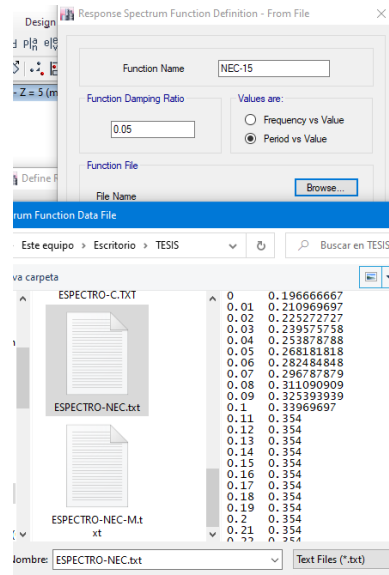 Design
Response Spectrum Function Definition - From File
Function Name
NEC-15
Function Damping Ratio
0.05
Values are:
Frequency vs Value
Period vs Value
- Z = 5 (m
Define
Function File
File Name
Browse...
rum Function Data File
Este equipo > Escritorio > TESIS
Buscar en TESIS
va carpeta
ESPECTRO-C.TXT
ESPECTRO-NEC.txt
ESPECTRO-NEC-M.t
xt
0 0.196666667
0.01 0.210969697
0.02 0.225272727
0.03 0.239575758
0.04 0.253878788
0.05 0.268181818
0.06 0.282484848
0.07 0.296787879
0.08 0.311090909
0.09 0.325393939
0.1 0.33969697
0.11 0.354
0.12 0.354
0.13 0.354
0.14 0.354
0.15 0.354
0.16 0.354
0.17 0.354
0.18 0.354
0.19 0.354
0.2 0.354
0.21 0.354
0.22 0.354
Nombre:
ESPECTRO-NEC.txt
Text Files (*.txt)